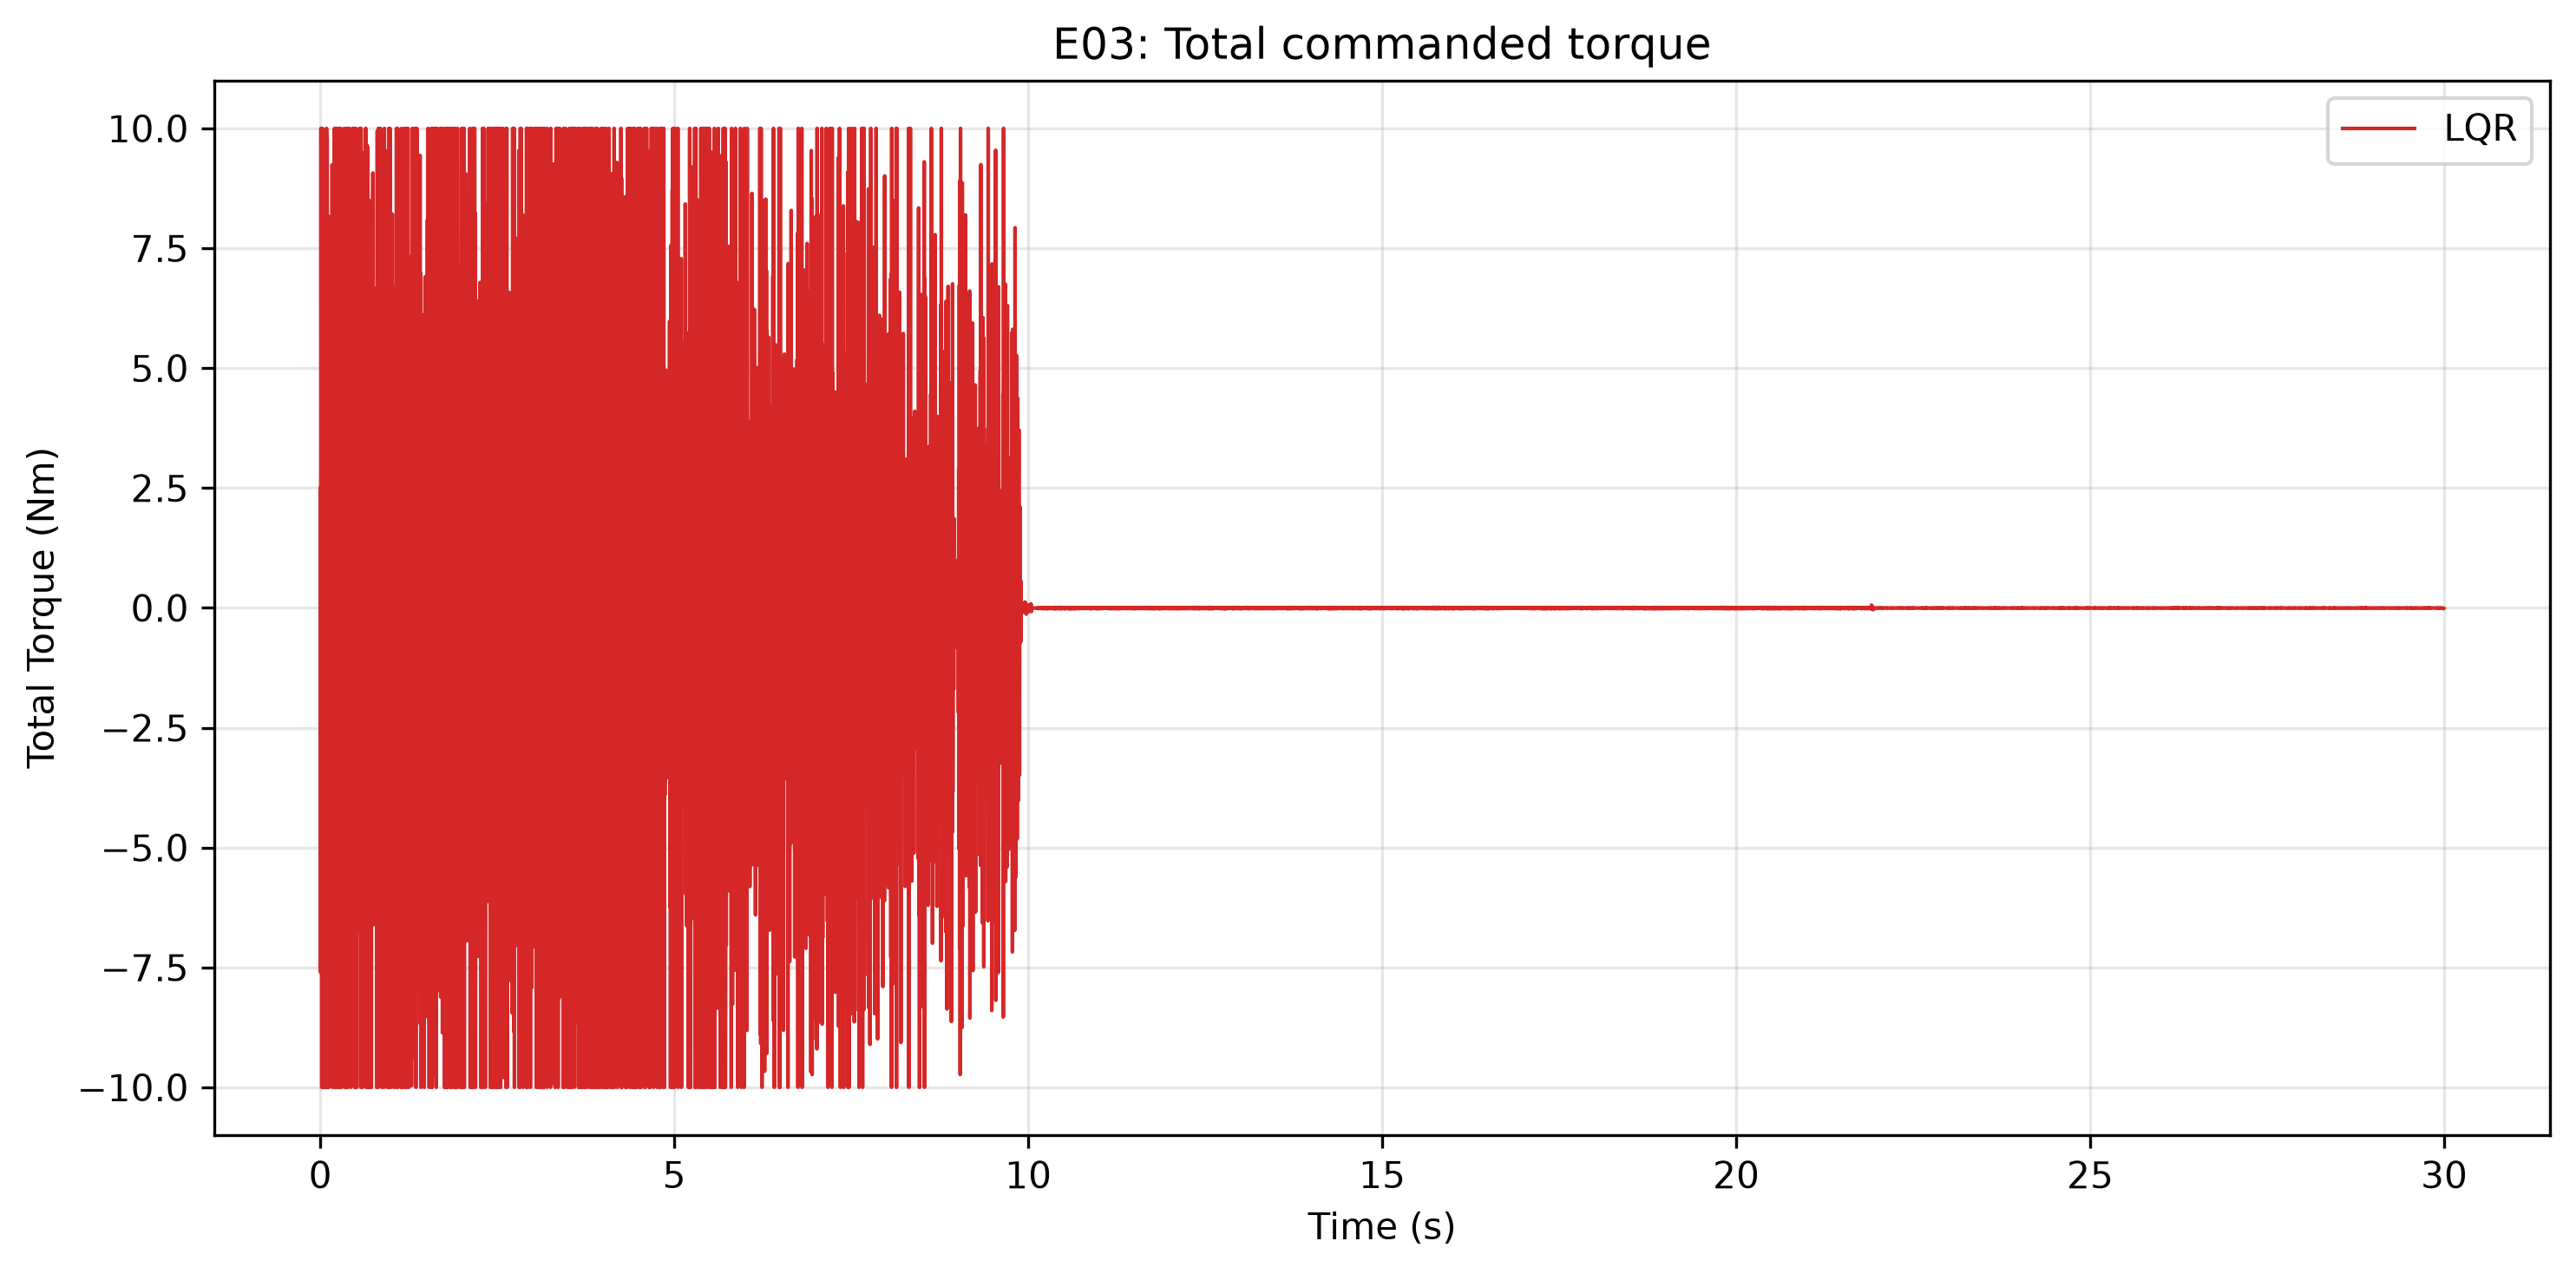 E03: Total commanded torque
LQR
Total Torque (Nm)
10.0
7.5
5.0
2.5
0.0
−2.5
−5.0
−7.5
−10.0
0 5 10 15 20 25 30
Time (s)